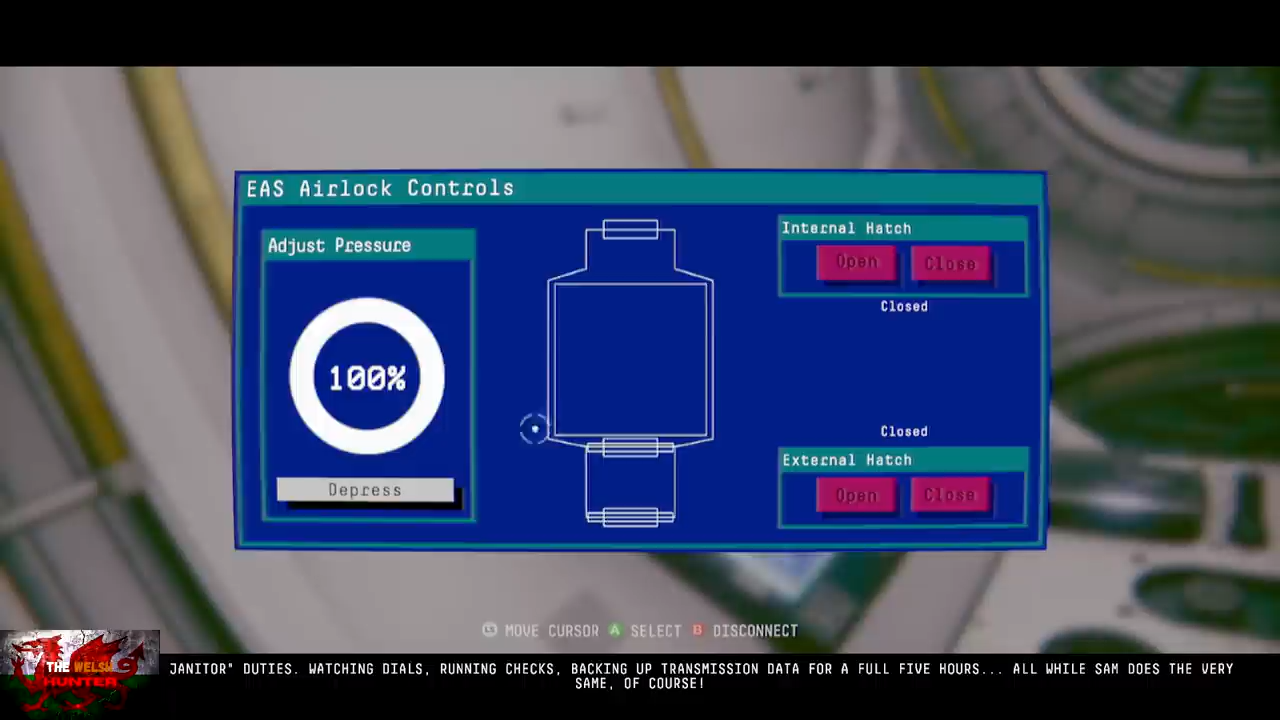 EAS Airlock Controls
Adjust Pressure
100%
Depress
Internal Hatch
Open Close
Closed
Closed
External Hatch
Open Close
MOVE CURSOR A SELECT B DISCONNECT
THE WELSH
HUNTER
JANITOR" DUTIES. WATCHING DIALS, RUNNING CHECKS, BACKING UP TRANSMISSION DATA FOR A FULL FIVE HOURS... ALL WHILE SAM DOES THE VERY
SAME, OF COURSE!